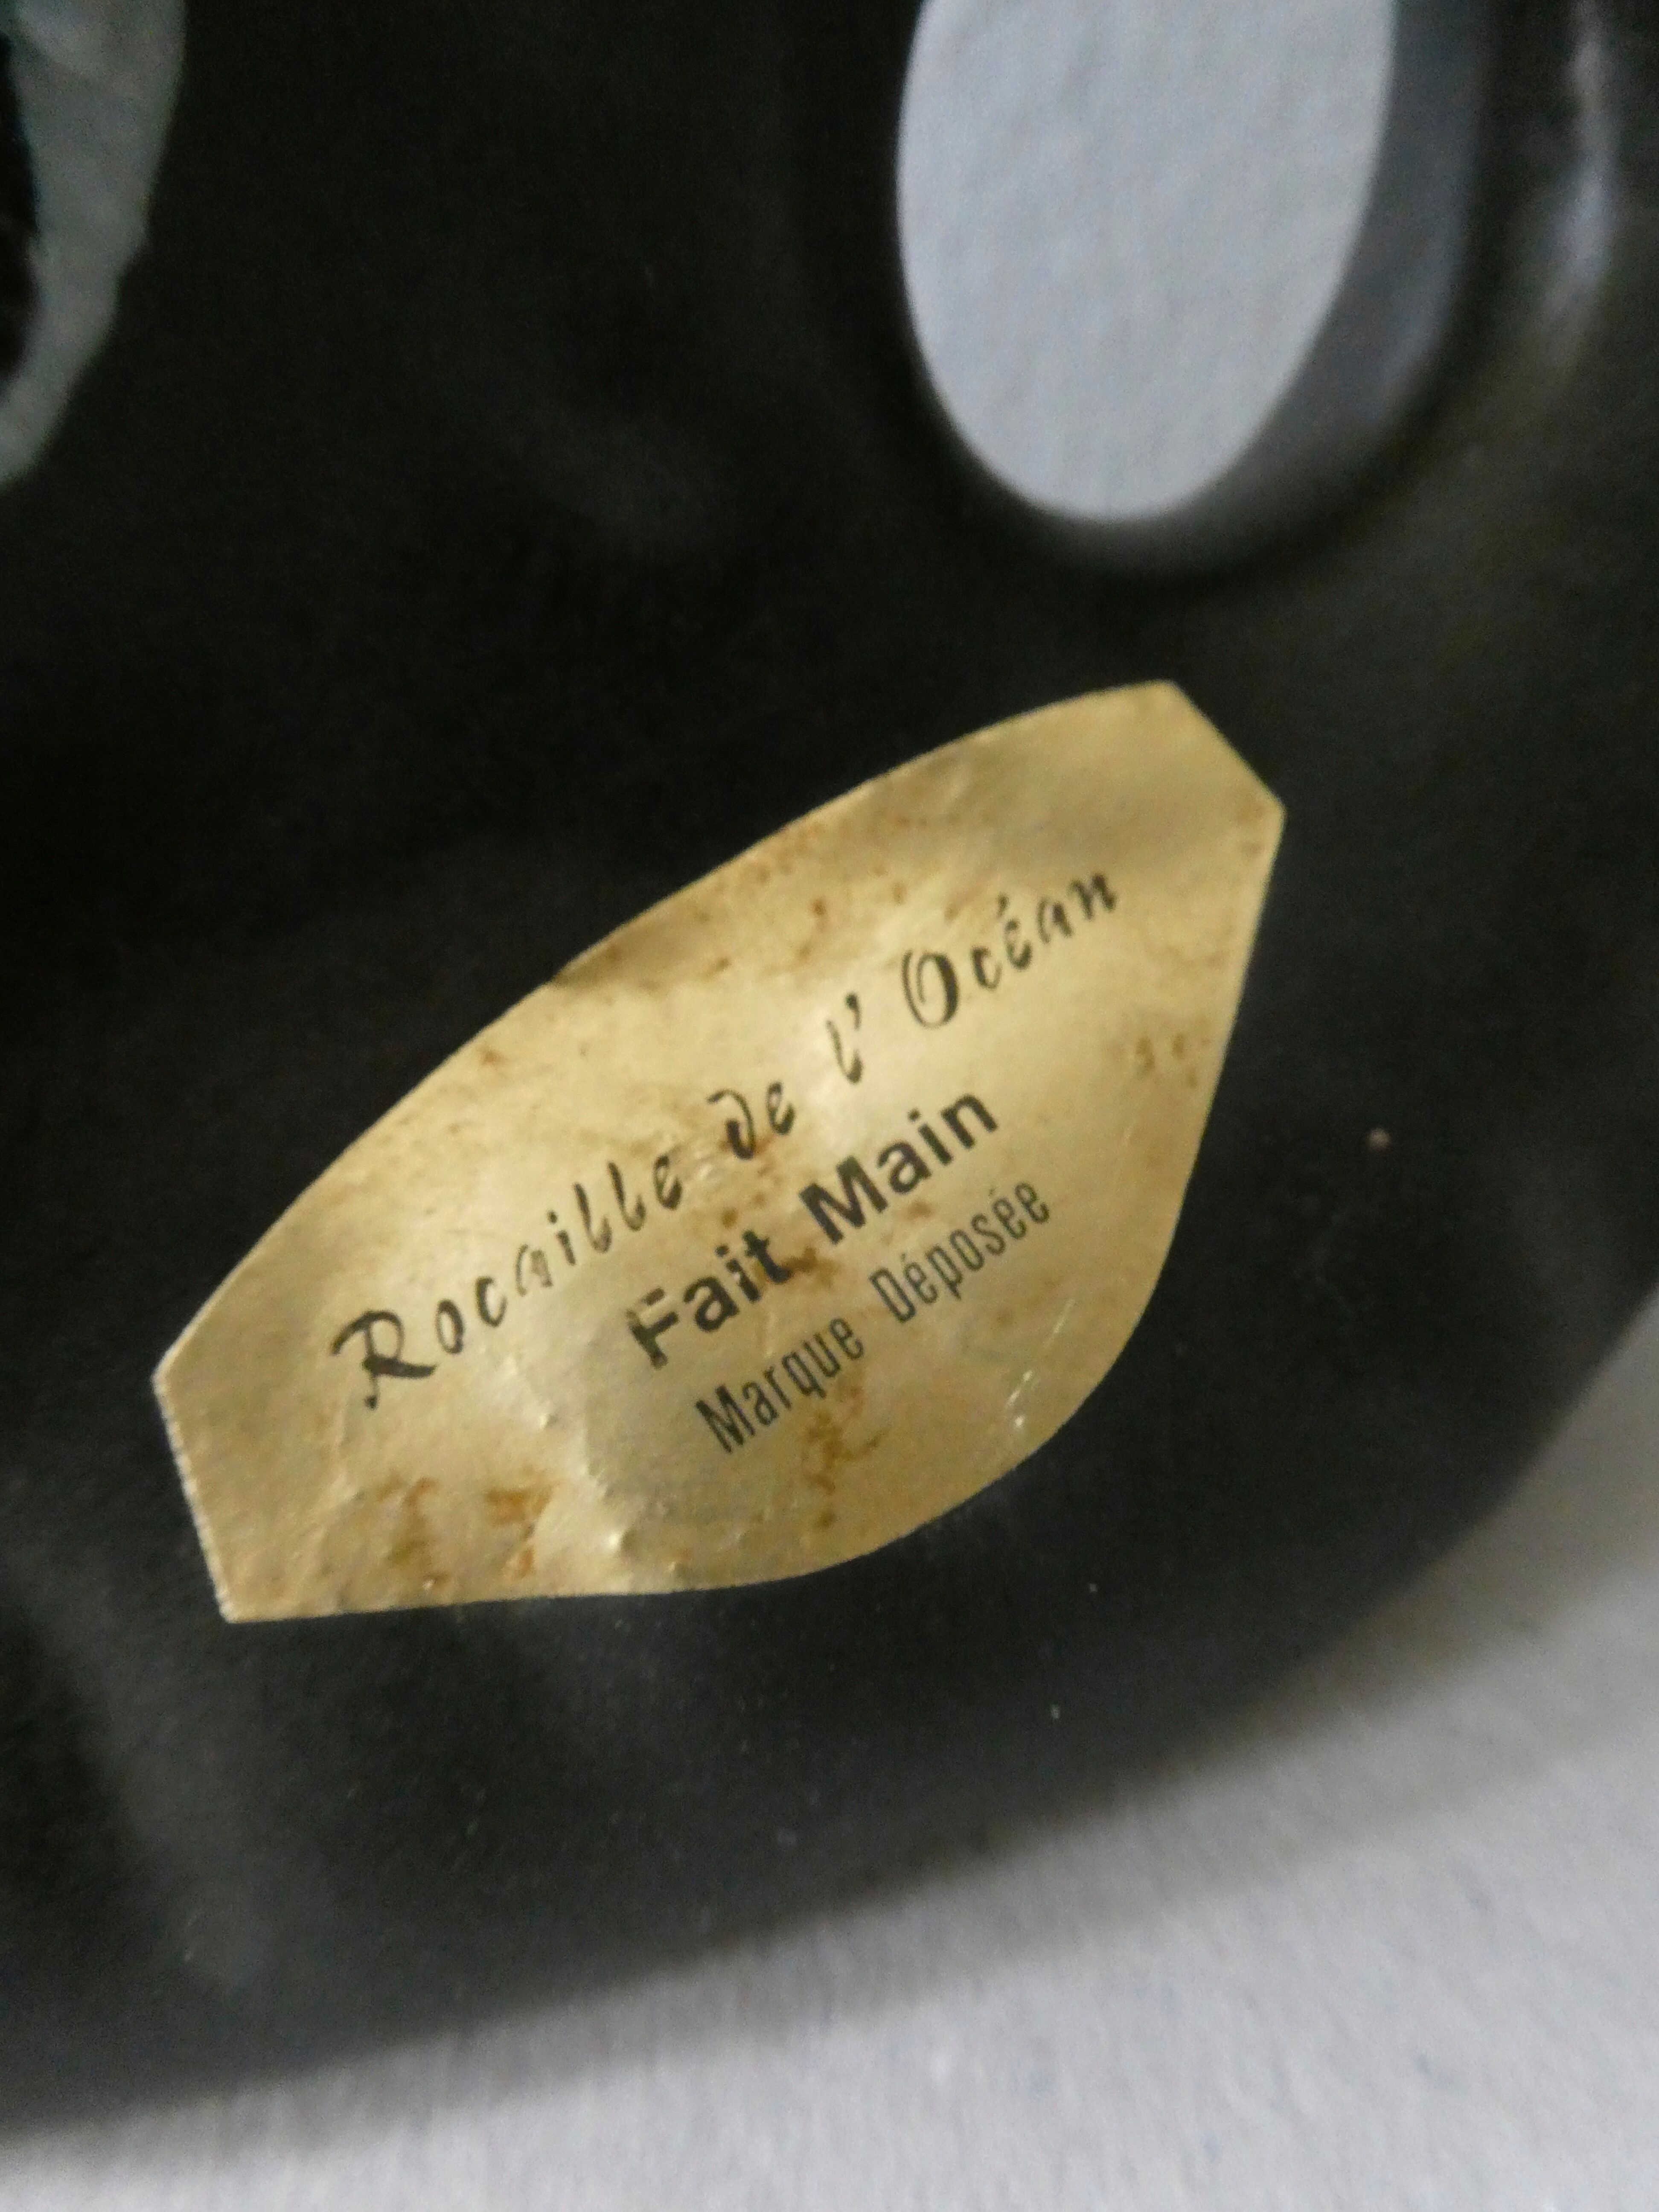 Rocaille de l' Océan
Fait Main
Marque Déposée